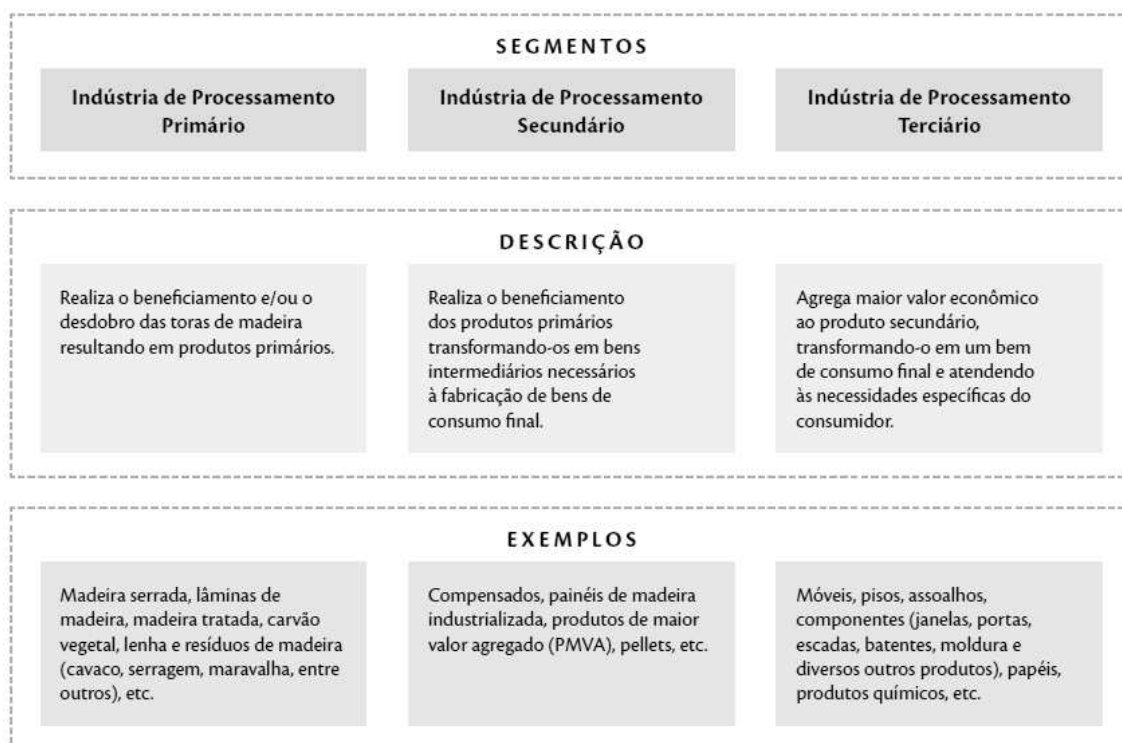 SEGMENTOS
Indústria de Processamento
Primário
Indústria de Processamento
Secundário
Indústria de Processamento
Terciário
DESCRIÇÃO
Realiza o beneficiamento e/ou o
desdobro das toras de madeira
resultando em produtos primários.
Realiza o beneficiamento
dos produtos primários
transformando-os em bens
intermediários necessários
à fabricação de bens de
consumo final.
Agrega maior valor econômico
ao produto secundário,
transformando-o em um bem
de consumo final e atendendo
às necessidades específicas do
consumidor.
EXEMPLOS
Madeira serrada, lâminas de
madeira, madeira tratada, carvão
vegetal, lenha e resíduos de madeira
(cavaco, serragem, maravalha, entre
outros), etc.
Compensados, painéis de madeira
industrializada, produtos de maior
valor agregado (PMVA), pellets, etc.
Móveis, pisos, assoalhos,
componentes (janelas, portas,
escadas, batentes, moldura e
diversos outros produtos), papéis,
produtos químicos, etc.